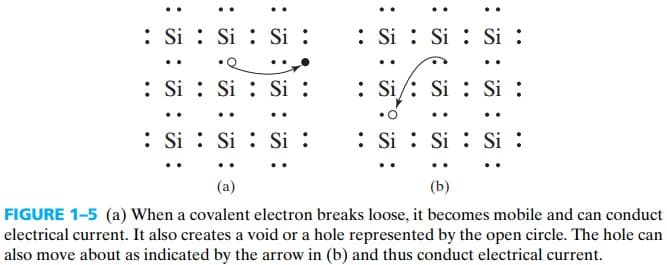 : Si : Si : Si : : Si : Si : Si :
: Si : Si : Si : : Si : Si : Si :
: Si : Si : Si : : Si : Si : Si :
(a) (b)
FIGURE 1–5 (a) When a covalent electron breaks loose, it becomes mobile and can conduct
electrical current. It also creates a void or a hole represented by the open circle. The hole can
also move about as indicated by the arrow in (b) and thus conduct electrical current.